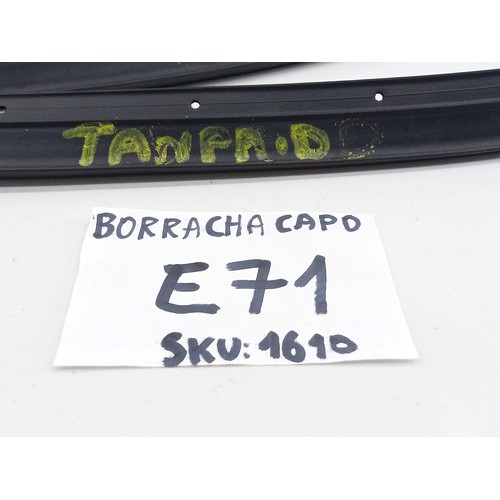 TANPA.D D
BORRACHA CAPO
E71
SKU: 1610